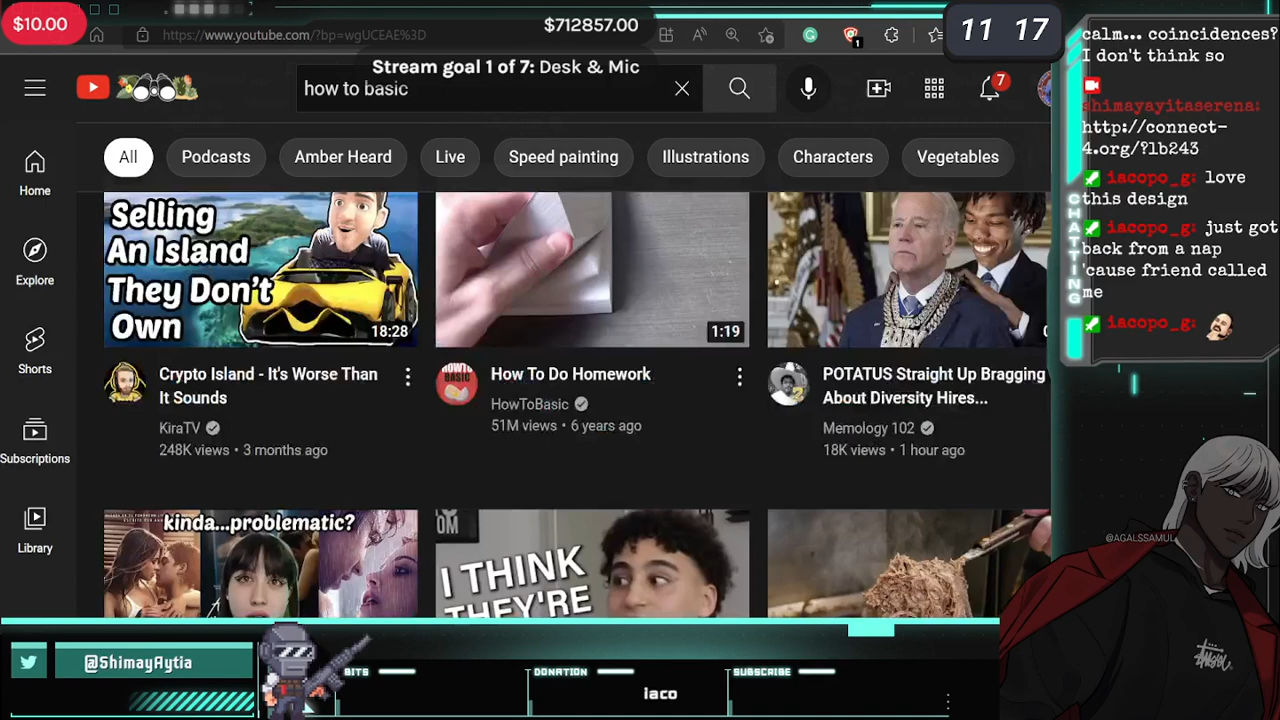 $10.00
$712857.00
11 17
https://www.youtube.com/?bp=wgUCEAE%3D
1
Stream goal 1 of 7: Desk & Mic
how to basic
7
All
Podcasts
Amber Heard
Live
Speed painting
Illustrations
Characters
Vegetables
Home
Explore
Shorts
Subscriptions
Library
Selling
An Island
They Don't
Own
18:28
Crypto Island - It's Worse Than
It Sounds
KiraTV
248K views • 3 months ago
1:19
HOWTO
BASIC
How To Do Homework
HowToBasic
51M views • 6 years ago
POTATUS Straight Up Bragging
About Diversity Hires...
Memology 102
18K views • 1 hour ago
kinda...problematic?
OM
I THINK
THEY'RE
calm... coincidences?
I don't think so
shimayayitaserena:
http://connect-
4.org/?lb243
iacopo_g: love
this design
iacopo_g: just got
back from a nap
'cause friend called
me
iacopo_g:
CHATTING
@AGALSSAMUL
@ShimayAytia
BITS
DONATION
iaco
SUBSCRIBE